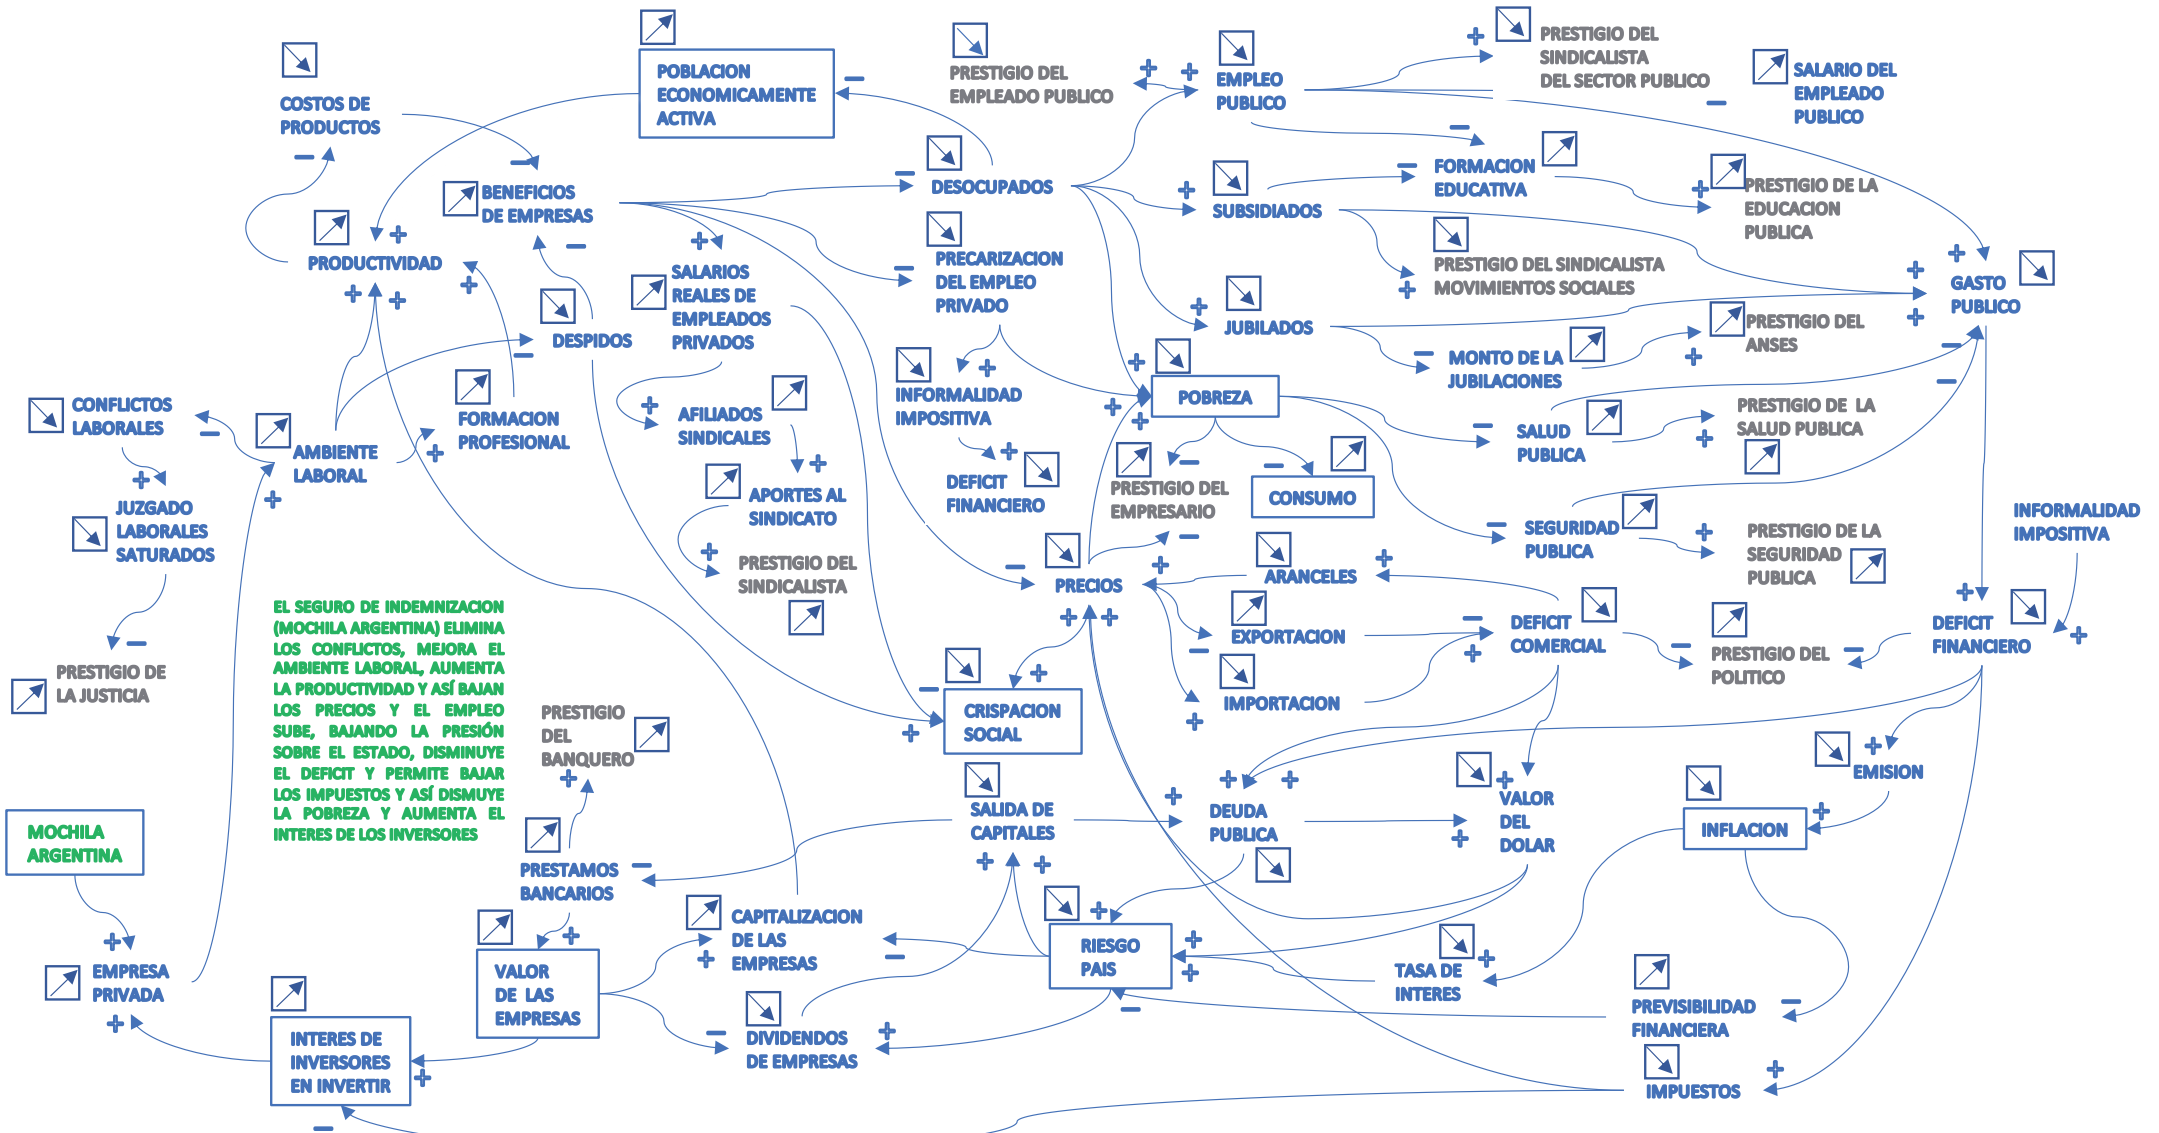 COSTOS DE
PRODUCTOS
POBLACION
ECONOMICAMENTE
ACTIVA
PRESTIGIO DEL
EMPLEADO PUBLICO
EMPLEO
PUBLICO
PRESTIGIO DEL
SINDICALISTA
DEL SECTOR PUBLICO
SALARIO DEL
EMPLEADO
PUBLICO
BENEFICIOS
DE EMPRESAS
DESOCUPADOS
SUBSIDIADOS
FORMACION
EDUCATIVA
PRESTIGIO DE LA
EDUCACION
PUBLICA
PRODUCTIVIDAD
SALARIOS
REALES DE
EMPLEADOS
PRIVADOS
PRECARIZACION
DEL EMPLEO
PRIVADO
PRESTIGIO DEL SINDICALISTA
MOVIMIENTOS SOCIALES
GASTO
PUBLICO
DESPIDOS
JUBILADOS
MONTO DE LA
JUBILACIONES
PRESTIGIO DEL
ANSES
CONFLICTOS
LABORALES
AMBIENTE
LABORAL
FORMACION
PROFESIONAL
AFILIADOS
SINDICALES
INFORMALIDAD
IMPOSITIVA
POBREZA
SALUD
PUBLICA
PRESTIGIO DE  LA
SALUD PUBLICA
JUZGADO
LABORALES
SATURADOS
APORTES AL
SINDICATO
DEFICIT
FINANCIERO
PRESTIGIO DEL
EMPRESARIO
CONSUMO
SEGURIDAD
PUBLICA
PRESTIGIO DE LA
SEGURIDAD
PUBLICA
INFORMALIDAD
IMPOSITIVA
PRESTIGIO DEL
SINDICALISTA
PRECIOS
ARANCELES
EXPORTACION
IMPORTACION
DEFICIT
COMERCIAL
PRESTIGIO DEL
POLITICO
DEFICIT
FINANCIERO
PRESTIGIO DE
LA JUSTICIA
EL SEGURO DE INDEMNIZACION
(MOCHILA ARGENTINA) ELIMINA
LOS CONFLICTOS, MEJORA EL
AMBIENTE LABORAL, AUMENTA
LA PRODUCTIVIDAD Y ASÍ BAJAN
LOS PRECIOS Y EL EMPLEO
SUBE, BAJANDO LA PRESIÓN
SOBRE EL ESTADO, DISMINUYE
EL DEFICIT Y PERMITE BAJAR
LOS IMPUESTOS Y ASÍ DISMUYE
LA POBREZA Y AUMENTA EL
INTERES DE LOS INVERSORES
PRESTIGIO
DEL
BANQUERO
CRISPACION
SOCIAL
SALIDA DE
CAPITALES
DEUDA
PUBLICA
VALOR
DEL
DOLAR
EMISION
INFLACION
MOCHILA
ARGENTINA
PRESTAMOS
BANCARIOS
CAPITALIZACION
DE LAS
EMPRESAS
RIESGO
PAIS
TASA DE
INTERES
EMPRESA
PRIVADA
VALOR
DE  LAS
EMPRESAS
DIVIDENDOS
DE EMPRESAS
PREVISIBILIDAD
FINANCIERA
INTERES DE
INVERSORES
EN INVERTIR
IMPUESTOS